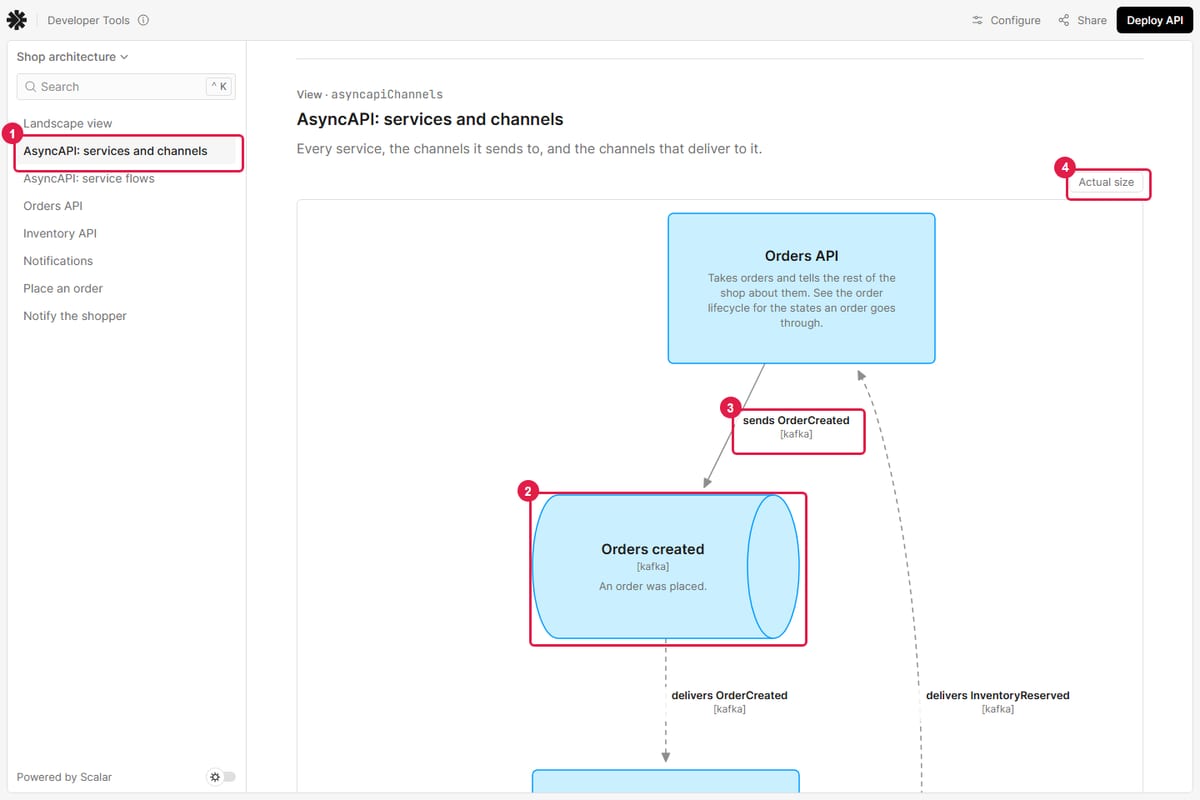 Developer Tools
Configure
Share
Deploy API
Shop architecture
Search
^ K
Landscape view
1
AsyncAPI: services and channels
AsyncAPI: service flows
Orders API
Inventory API
Notifications
Place an order
Notify the shopper
Powered by Scalar
View · asyncapiChannels
AsyncAPI: services and channels
Every service, the channels it sends to, and the channels that deliver to it.
4
Actual size
Orders API
Takes orders and tells the rest of the
shop about them. See the order
lifecycle for the states an order goes
through.
3
sends OrderCreated
[kafka]
2
Orders created
[kafka]
An order was placed.
delivers OrderCreated
[kafka]
delivers InventoryReserved
[kafka]